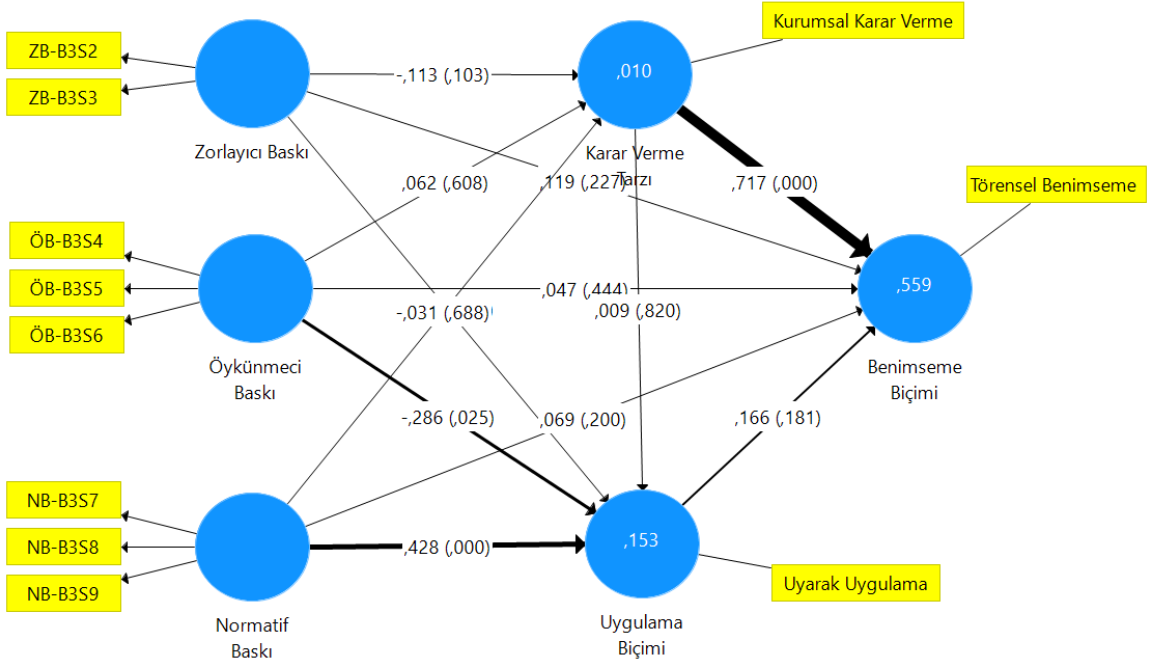 Kurumsal Karar Verme
ZB-B3S2
ZB-B3S3
-,113 (,103)
,010
Zorlayıcı Baskı
Karar Verme
Tarzı
,062 (,608)
,119 (,227)
,717 (,000)
Törensel Benimseme
ÖB-B3S4
ÖB-B3S5
ÖB-B3S6
,047 (,444)
,559
-,031 (,688)
,009 (,820)
Öykünmeci
Baskı
Benimseme
Biçimi
-,286 (,025)
,069 (,200)
,166 (,181)
NB-B3S7
NB-B3S8
NB-B3S9
,428 (,000)
,153
Uyarak Uygulama
Normatif
Baskı
Uygulama
Biçimi